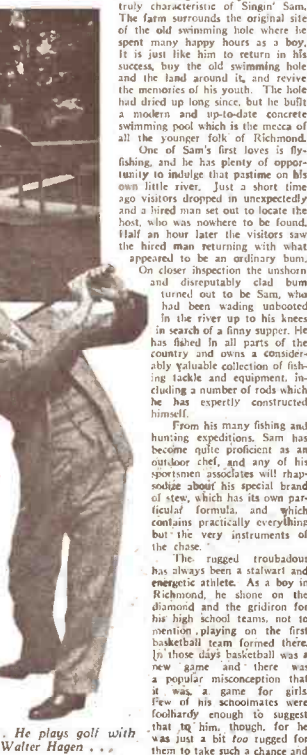 truly characteristic of Singin' Sam.
The farm surrounds the original site
of the old swimming hole where he
spent many happy hours as a boy.
It is just like him to return in his
success, buy the old swimming hole
and the land around it, and revive
the memories of his youth. The hole
had dried up long since, but he built
a modern and up-to-date concrete
swimming pool which is the mecca of
all the younger folk of Richmond.
One of Sam's first loves is fly-
fishing, and he has plenty of oppor-
tunity to indulge that pastime on his
own little river. Just a short time
ago visitors dropped in unexpectedly
and a hired man set out to locate the
host, who was nowhere to be found.
Half an hour later the visitors saw
the hired man returning with what
appeared to be an ordinary bum.
On closer inspection the unshorn
and disreputably clad bum
turned out to be Sam, who
had been wading unbooted
in the river up to his knees
in search of a finny supper. He
has fished in all parts of the
country and owns a consider-
ably valuable collection of fish-
ing tackle and equipment, in-
cluding a number of rods which
he has expertly constructed
himself.
From his many fishing and
hunting expeditions, Sam has
become quite proficient as an
outdoor chef, and any of his
sportsmen associates will rhap-
sodize about his special brand
of stew, which has its own par-
ticular formula, and which
contains practically everything
but the very instruments of
the chase.
The rugged troubadour
has always been a stalwart and
energetic athlete. As a boy in
Richmond, he shone on the
diamond and the gridiron for
his high school teams, not to
mention playing on the first
basketball team formed there.
In those days basketball was a
new game and there was
a popular misconception that
it was a game for girls.
Few of his schoolmates were
foolhardy enough to suggest
that to him, though, for he
was just a bit too rugged for
them to take such a chance and
. He plays golf with
Walter Hagen . . .